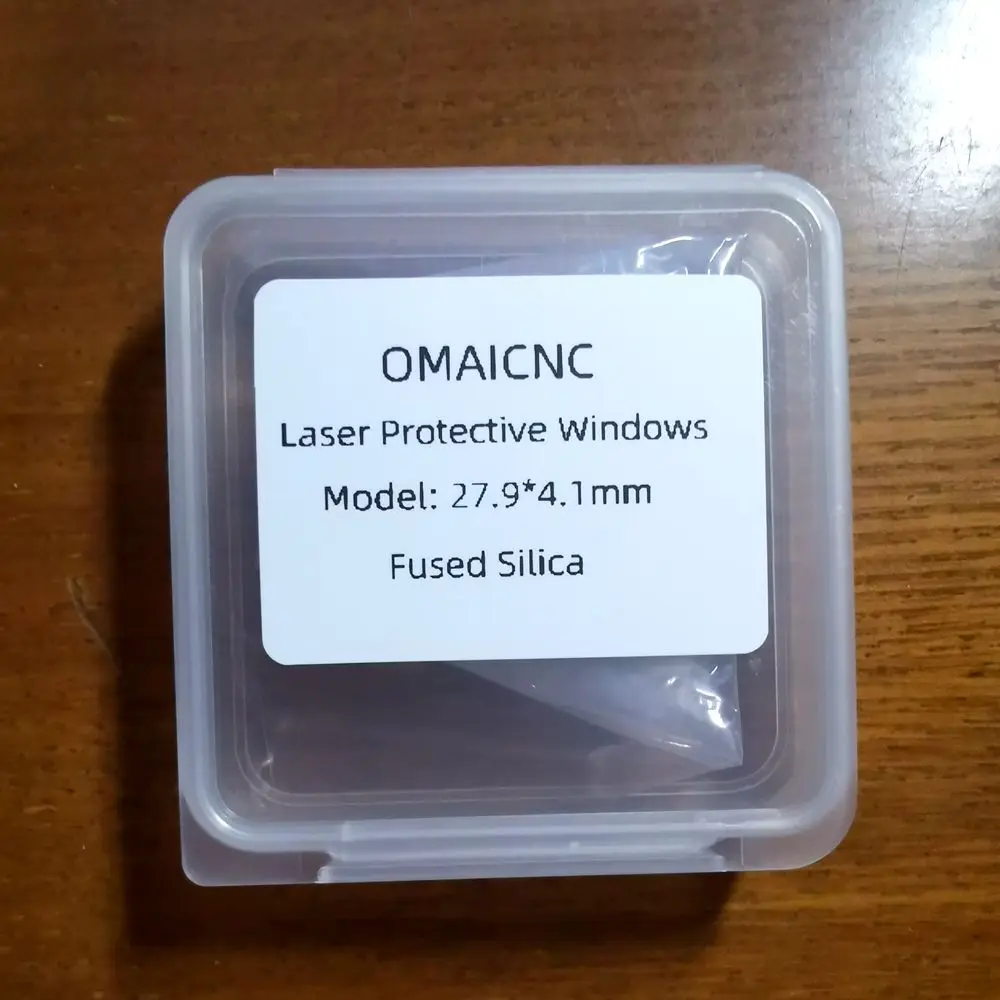 OMAICNC
Laser Protective Windows
Model: 27.9*4.1mm
Fused Silica